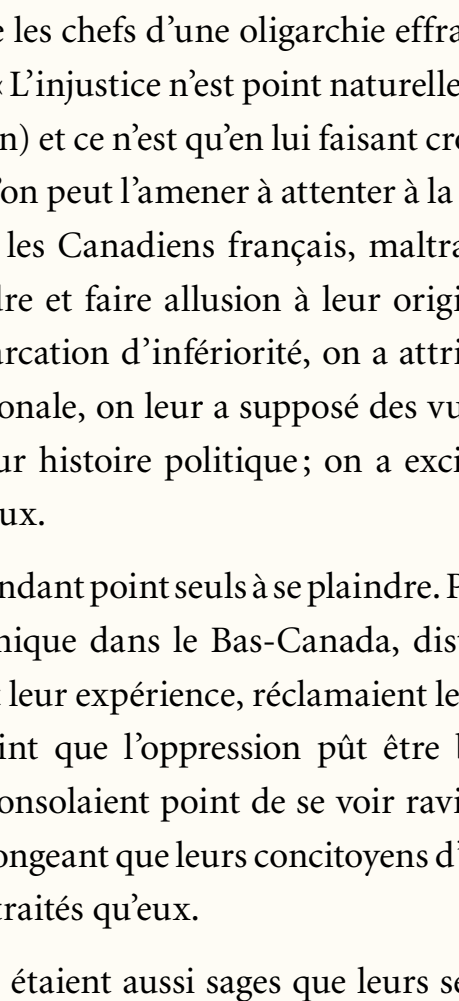 les chefs d’une oligarchie effra
« L’injustice n’est point naturelle
n) et ce n’est qu’en lui faisant cro
’on peut l’amener à attenter à la
les Canadiens français, maltra
dre et faire allusion à leur origi
arcation d’infériorité, on a attri
onale, on leur a supposé des vu
ur histoire politique ; on a exci
ux.
ndant point seuls à se plaindre. P
nique dans le Bas-Canada, dis
leur expérience, réclamaient le
int que l’oppression pût être b
onsolaient point de se voir ravi
ongeant que leurs concitoyens d’
traités qu’eux.
étaient aussi sages que leurs se